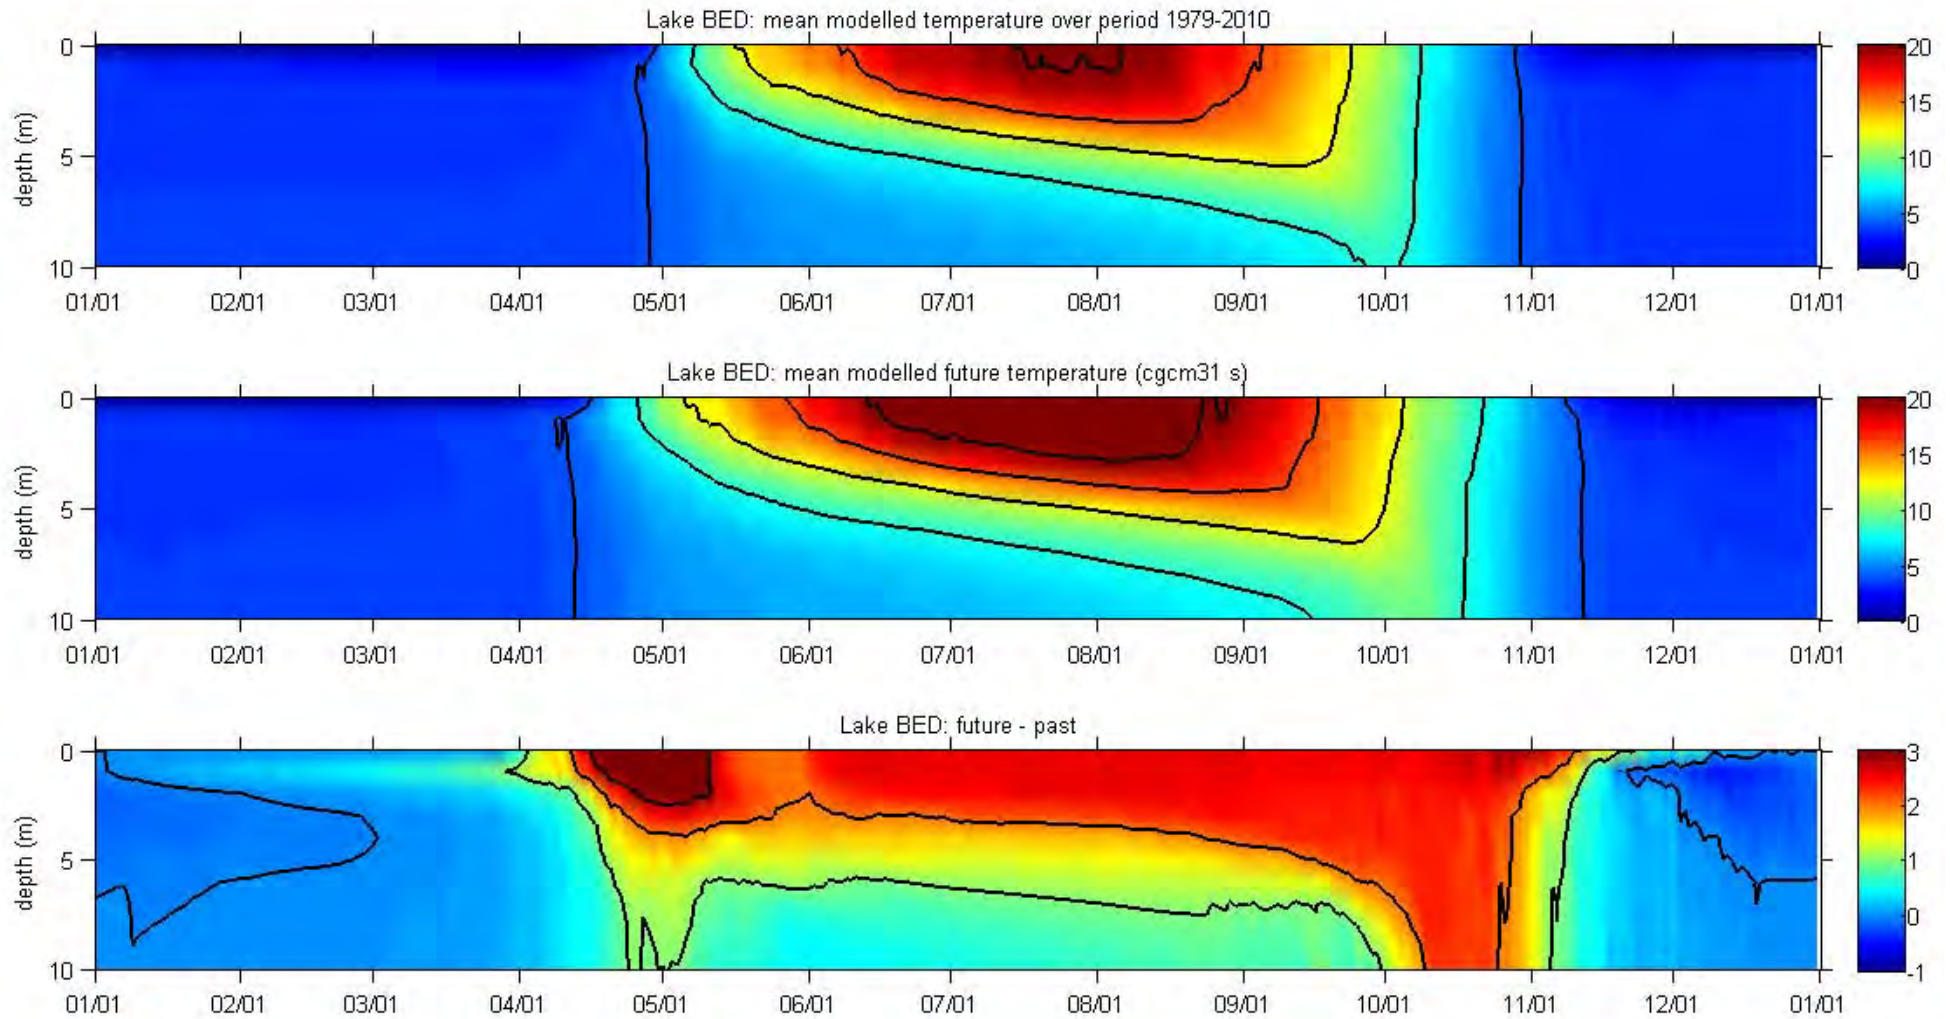 Lake BED: mean modelled temperature over period 1979-2010
0
5
10
depth (m)
01/01 02/01 03/01 04/01 05/01 06/01 07/01 08/01 09/01 10/01 11/01 12/01 01/01
20
15
10
5
0
Lake BED: mean modelled future temperature (cgcm31 s)
0
5
10
depth (m)
01/01 02/01 03/01 04/01 05/01 06/01 07/01 08/01 09/01 10/01 11/01 12/01 01/01
20
15
10
5
0
Lake BED: future - past
0
5
10
depth (m)
01/01 02/01 03/01 04/01 05/01 06/01 07/01 08/01 09/01 10/01 11/01 12/01 01/01
3
2
1
0
-1